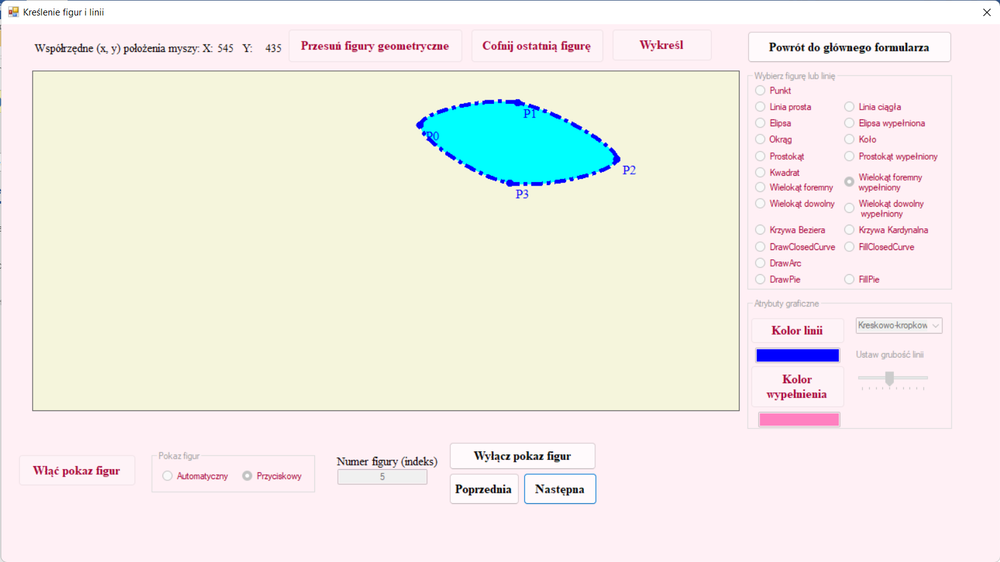 Kreślenie figur i linii
Współrzędne (x, y) położenia myszy: X: 545 Y: 435
Przesuń figury geometryczne
Cofnij ostatnią figurę
Wykreśl
Powrót do głównego formularza
P0
P1
P2
P3
Wybierz figurę lub linię
Punkt
Linia prosta
Linia ciągła
Elipsa
Elipsa wypełniona
Okrąg
Koło
Prostokąt
Prostokąt wypełniony
Kwadrat
Wielokąt foremny
Wielokąt foremny
wypełniony
Wielokąt dowolny
Wielokąt dowolny
wypełniony
Krzywa Beziera
Krzywa Kardynalna
DrawClosedCurve
FillClosedCurve
DrawArc
DrawPie
FillPie
Atrybuty graficzne
Kolor linii
Kreskowo-kropkow
Ustaw grubość linii
Kolor
wypełnienia
Włąć pokaz figur
Pokaz figur
Automatyczny
Przyciskowy
Numer figury (indeks)
5
Wyłącz pokaz figur
Poprzednia
Następna